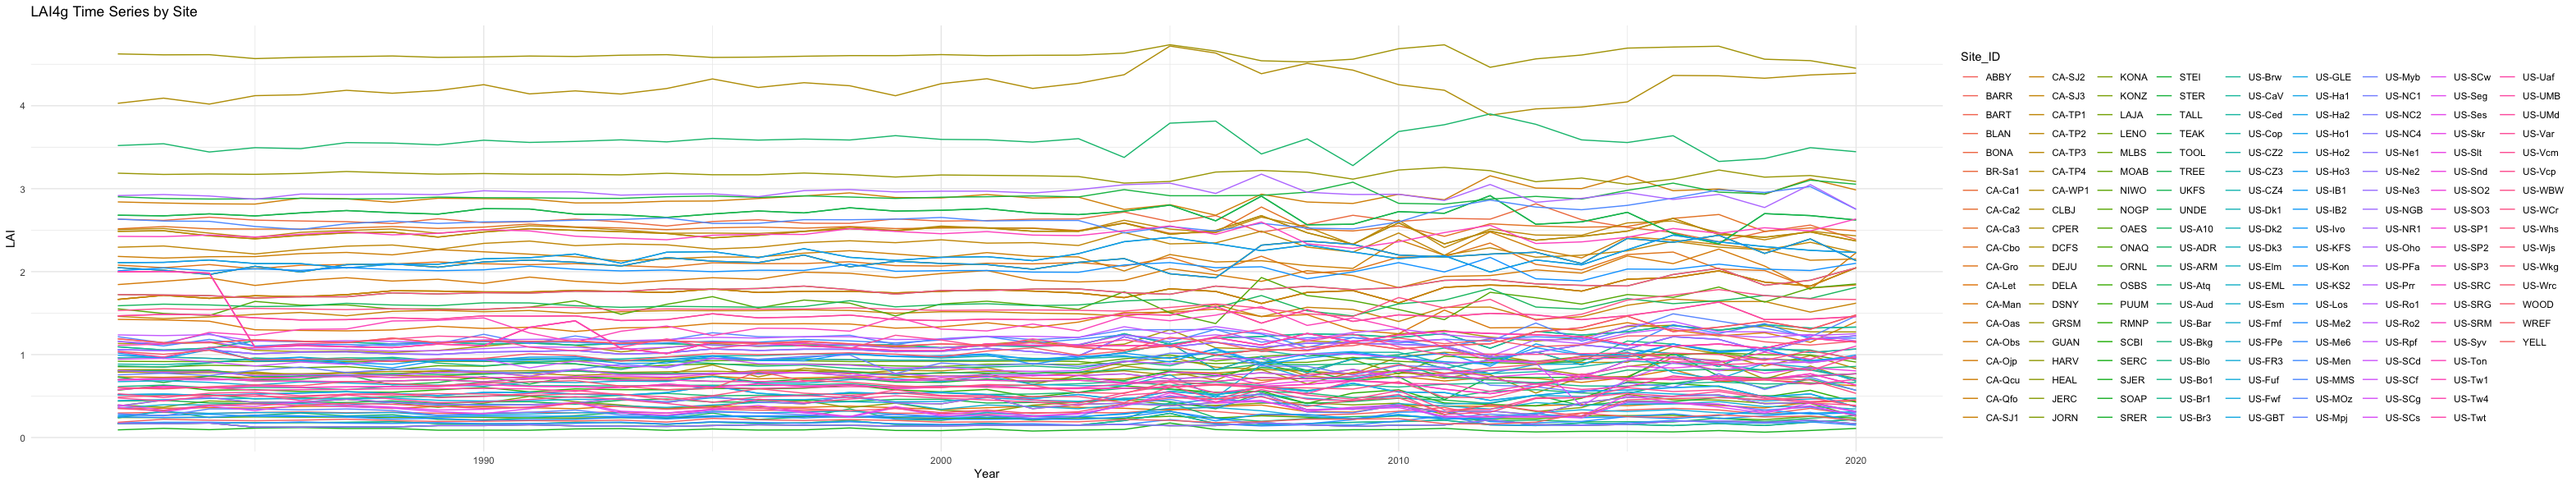 LAI4g Time Series by Site
LAI
4
3
2
1
0
1990
2000
2010
2020
Year
Site_ID
ABBY CA-SJ2 KONA STEI US-Brw US-GLE US-Myb US-SCw US-Uaf
BARR CA-SJ3 KONZ STER US-CaV US-Ha1 US-NC1 US-Seg US-UMB
BART CA-TP1 LAJA TALL US-Ced US-Ha2 US-NC2 US-Ses US-UMd
BLAN CA-TP2 LENO TEAK US-Cop US-Ho1 US-NC4 US-Skr US-Var
BONA CA-TP3 MLBS TOOL US-CZ2 US-Ho2 US-Ne1 US-Slt US-Vcm
BR-Sa1 CA-TP4 MOAB TREE US-CZ3 US-Ho3 US-Ne2 US-Snd US-Vcp
CA-Ca1 CA-WP1 NIWO UKFS US-CZ4 US-IB1 US-Ne3 US-SO2 US-WBW
CA-Ca2 CLBJ NOGP UNDE US-Dk1 US-IB2 US-NGB US-SO3 US-WCr
CA-Ca3 CPER OAES US-A10 US-Dk2 US-Ivo US-NR1 US-SP1 US-Whs
CA-Cbo DCFS ONAQ US-ADR US-Dk3 US-KFS US-Oho US-SP2 US-Wjs
CA-Gro DEJU ORNL US-ARM US-Elm US-Kon US-PFa US-SP3 US-Wkg
CA-Let DELA OSBS US-Atq US-EML US-KS2 US-Prr US-SRC US-Wrc
CA-Man DSNY PUUM US-Aud US-Esm US-Los US-Ro1 US-SRG WOOD
CA-Oas GRSM RMNP US-Bar US-Fmf US-Me2 US-Ro2 US-SRM WREF
CA-Obs GUAN SCBI US-Bkg US-FPe US-Me6 US-Rpf US-Syv YELL
CA-Ojp HARV SERC US-Blo US-FR3 US-Men US-SCd US-Ton
CA-Qcu HEAL SJER US-Bo1 US-Fuf US-MMS US-SCf US-Tw1
CA-Qfo JERC SOAP US-Br1 US-Fwf US-MOz US-SCg US-Tw4
CA-SJ1 JORN SRER US-Br3 US-GBT US-Mpj US-SCs US-Twt